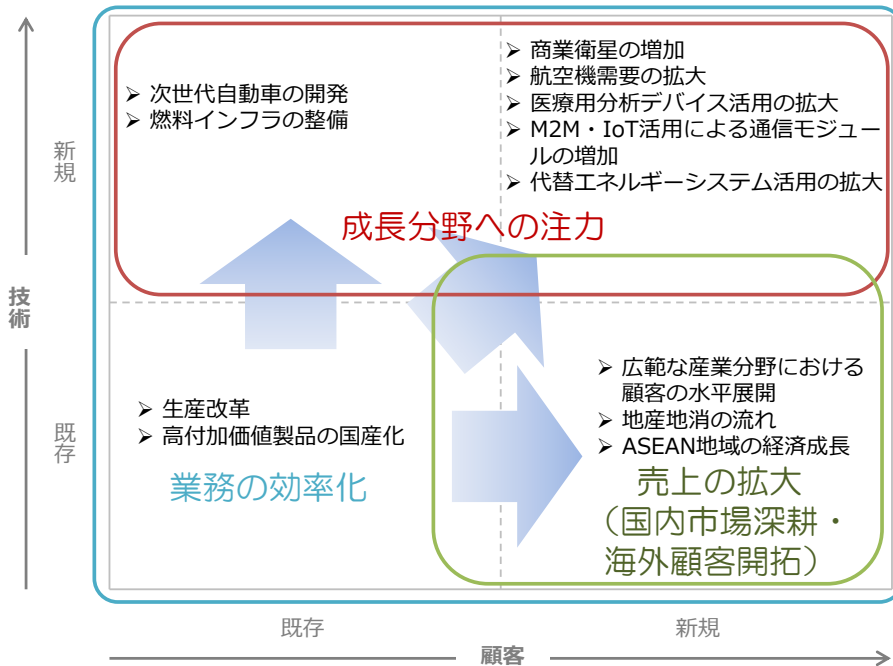 ➢ 次世代自動車の開発
➢ 燃料インフラの整備
➢ 商業衛星の増加
➢ 航空機需要の拡大
➢ 医療用分析デバイス活用の拡大
➢ M2M・IoT活用による通信モジュー
ルの増加
➢ 代替エネルギーシステム活用の拡大
成長分野への注力
新規
技術
既存
➢ 生産改革
➢ 高付加価値製品の国産化
業務の効率化
➢ 広範な産業分野における
顧客の水平展開
➢ 地産地消の流れ
➢ ASEAN地域の経済成長
売上の拡大
（国内市場深耕・
海外顧客開拓）
既存
新規
顧客